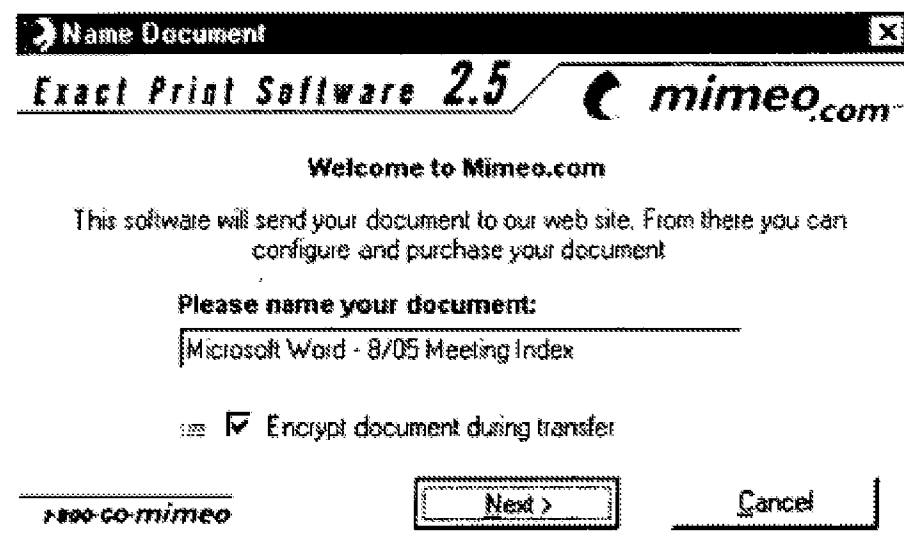 Name Document
Exact Print Software 2.5
mimeo.com
Welcome to Mimeo.com
This software will send your document to our web site. From there you can
configure and purchase your document
Please name your document:
Microsoft Word - 8/05 Meeting Index
Encrypt document during transfer
1-800-GO-mimeo
Next >
Cancel